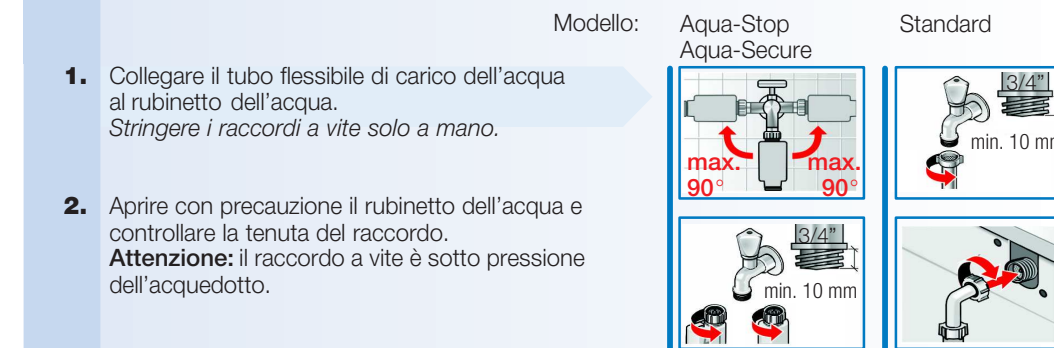 Modello:
Aqua-Stop
Aqua-Secure
Standard
1. Collegare il tubo flessibile di carico dell'acqua
al rubinetto dell'acqua.
Stringere i raccordi a vite solo a mano.
max.
90°
max.
90°
3/4”
min. 10 mm
2. Aprire con precauzione il rubinetto dell'acqua e
controllare la tenuta del raccordo.
Attenzione: il raccordo a vite è sotto pressione
dell'acquedotto.
3/4”
min. 10 mm